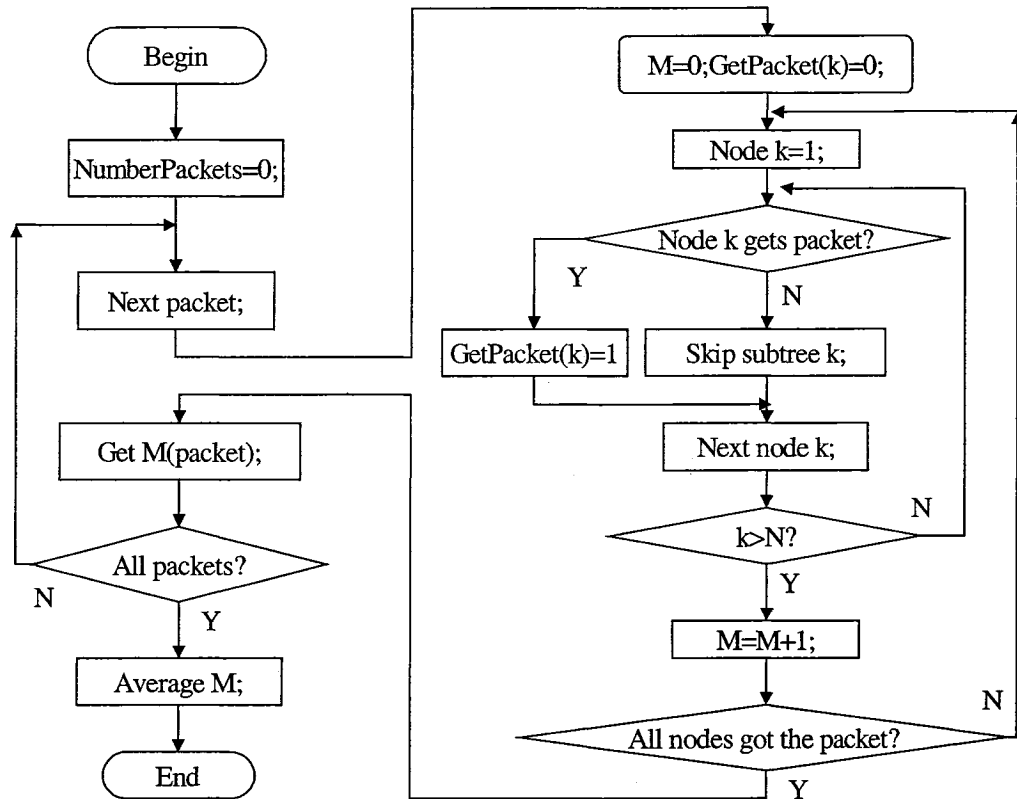 Begin
NumberPackets=0;
Next packet;
Get M(packet);
All packets?
N
Y
Average M;
End
M=0;GetPacket(k)=0;
Node k=1;
Node k gets packet?
Y
N
GetPacket(k)=1
Skip subtree k;
Next node k;
k>N?
N
Y
M=M+1;
All nodes got the packet?
N
Y